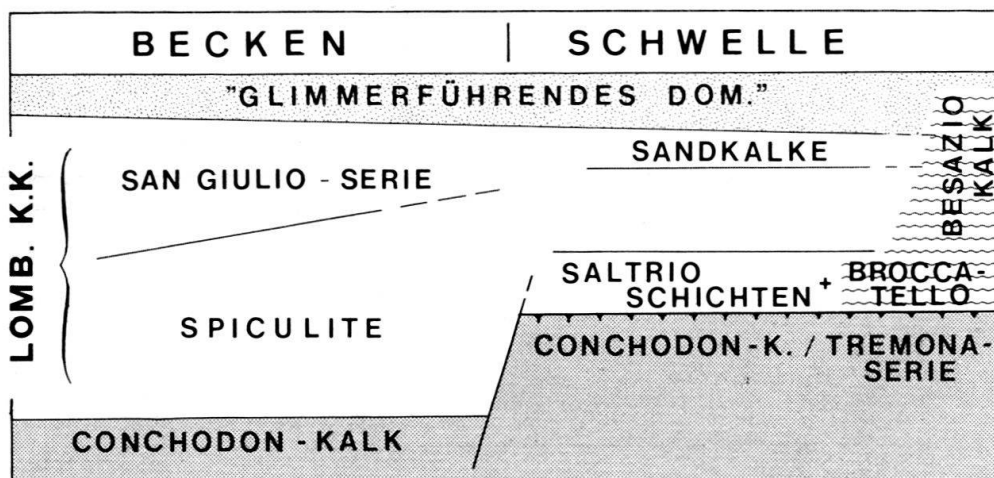 BECKEN | SCHWELLE
"GLIMMERFÜHRENDES DOM."
LOMB. K.K.
SAN GIULIO - SERIE
SPICULITE
CONCHODON - KALK
SANDKALKE
BESAZIO
KALK
SALTRIO
SCHICHTEN
+
BROCCA-
TELLO
CONCHODON - K. / TREMONA-
SERIE